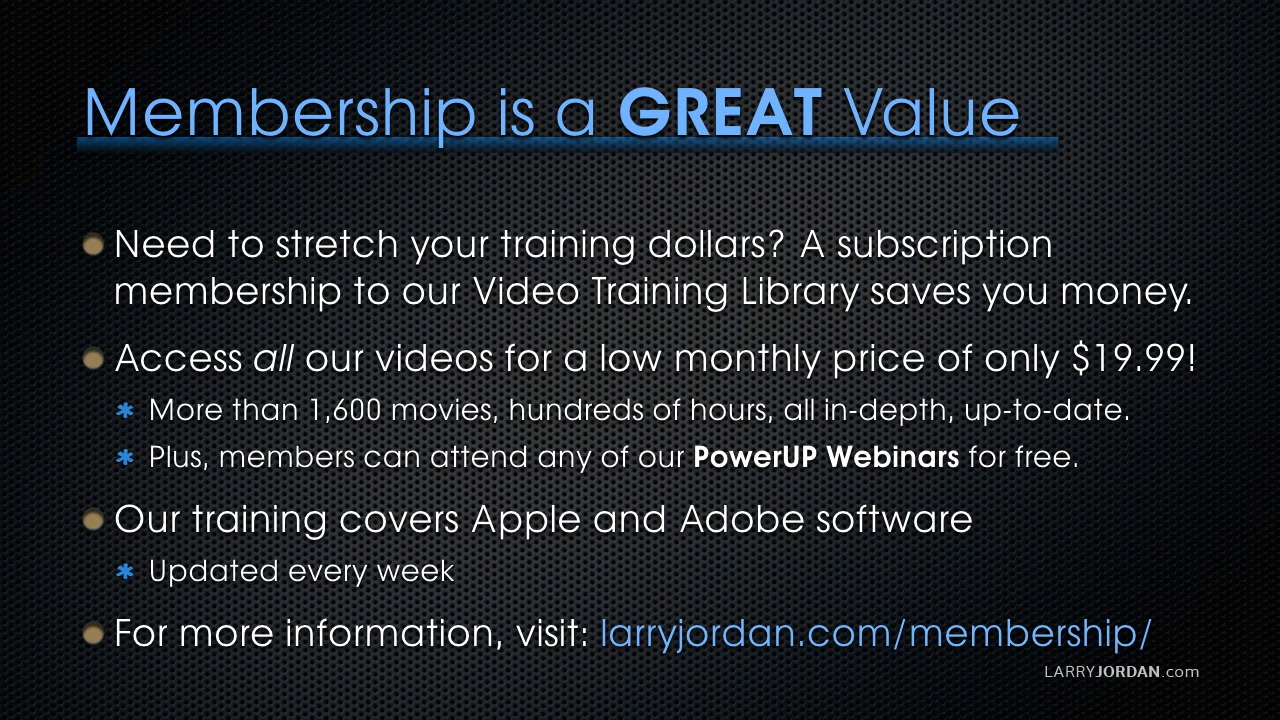 Membership is a GREAT Value
Need to stretch your training dollars? A subscription
membership to our Video Training Library saves you money.
Access all our videos for a low monthly price of only $19.99!
More than 1,600 movies, hundreds of hours, all in-depth, up-to-date.
Plus, members can attend any of our PowerUP Webinars for free.
Our training covers Apple and Adobe software
Updated every week
For more information, visit: larryjordan.com/membership/
LARRYJORDAN.com